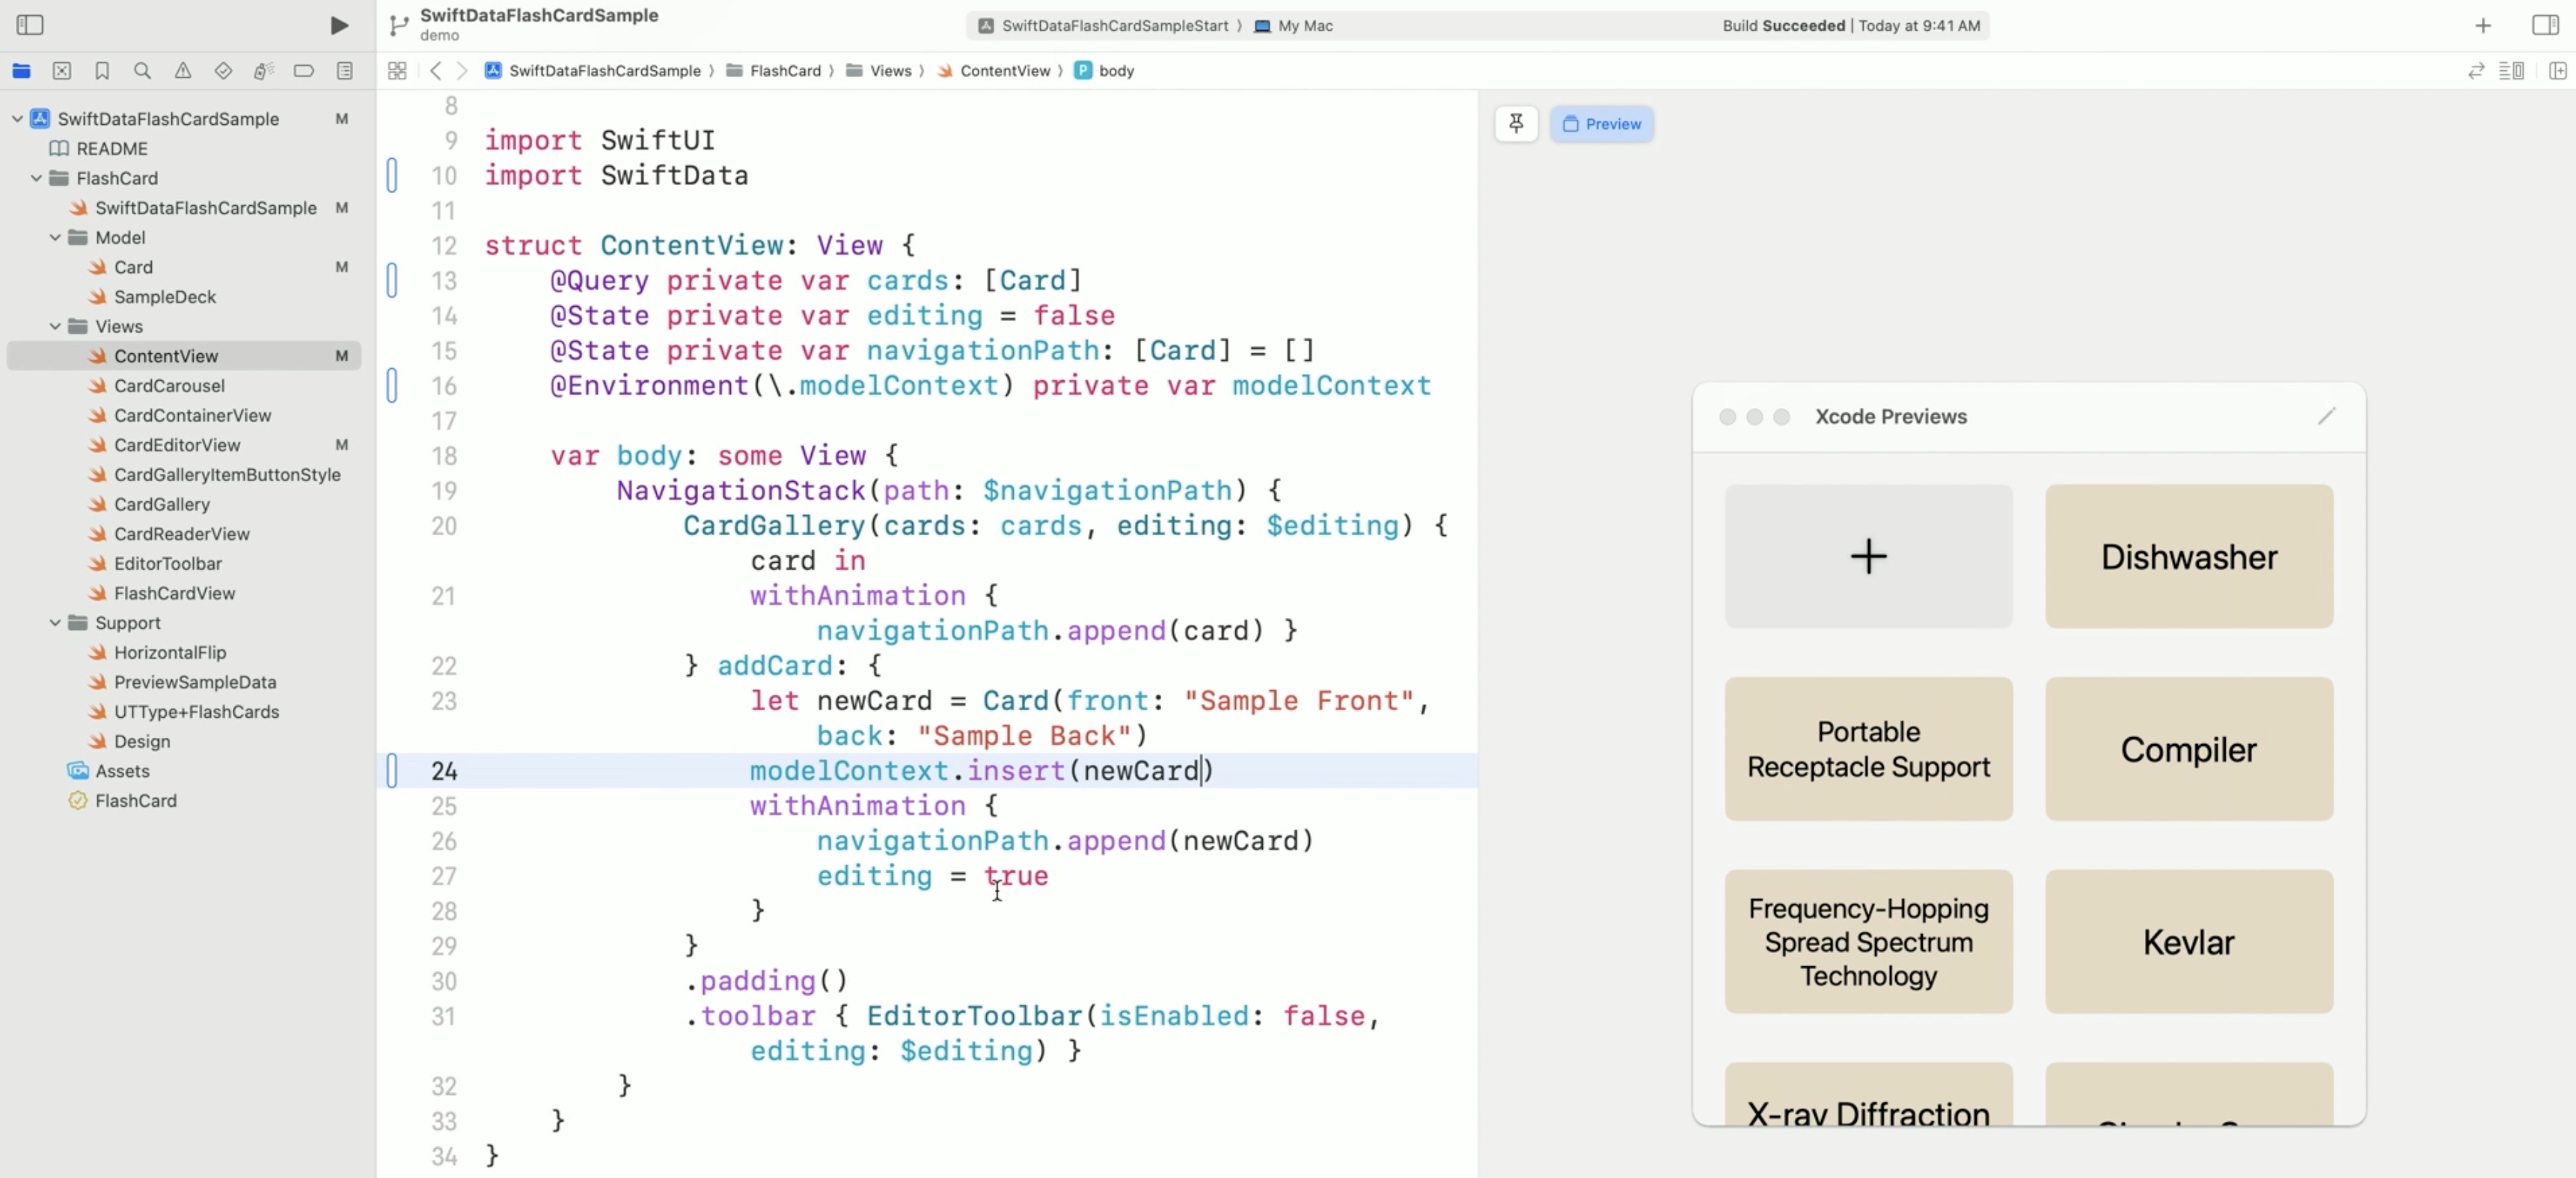 SwiftDataFlashCardSample
demo
SwiftDataFlashCardSampleStart 〉 My Mac
Build Succeeded | Today at 9:41 AM
SwiftDataFlashCardSample 〉 FlashCard 〉 Views 〉 ContentView 〉 P body
SwiftDataFlashCardSample M
README
FlashCard
SwiftDataFlashCardSample M
Model
Card M
SampleDeck
Views
ContentView M
CardCarousel
CardContainerView
CardEditorView M
CardGalleryItemButtonStyle
CardGallery
CardReaderView
EditorToolbar
FlashCardView
Support
HorizontalFlip
PreviewSampleData
UTType+FlashCards
Design
Assets
FlashCard
8
9 import SwiftUI
10 import SwiftData
11
12 struct ContentView: View {
13 @Query private var cards: [Card]
14 @State private var editing = false
15 @State private var navigationPath: [Card] = []
16 @Environment(\.modelContext) private var modelContext
17
18 var body: some View {
19 NavigationStack(path: $navigationPath) {
20 CardGallery(cards: cards, editing: $editing) {
card in
21 withAnimation {
navigationPath.append(card) }
22 } addCard: {
23 let newCard = Card(front: "Sample Front",
back: "Sample Back")
24 modelContext.insert(newCard)
25 withAnimation {
26 navigationPath.append(newCard)
27 editing = true
28 }
29 }
30 .padding()
31 .toolbar { EditorToolbar(isEnabled: false,
editing: $editing) }
32 }
33 }
34 }
Preview
Xcode Previews
+
Dishwasher
Portable
Receptacle Support
Compiler
Frequency-Hopping
Spread Spectrum
Technology
Kevlar
X-ray Diffraction